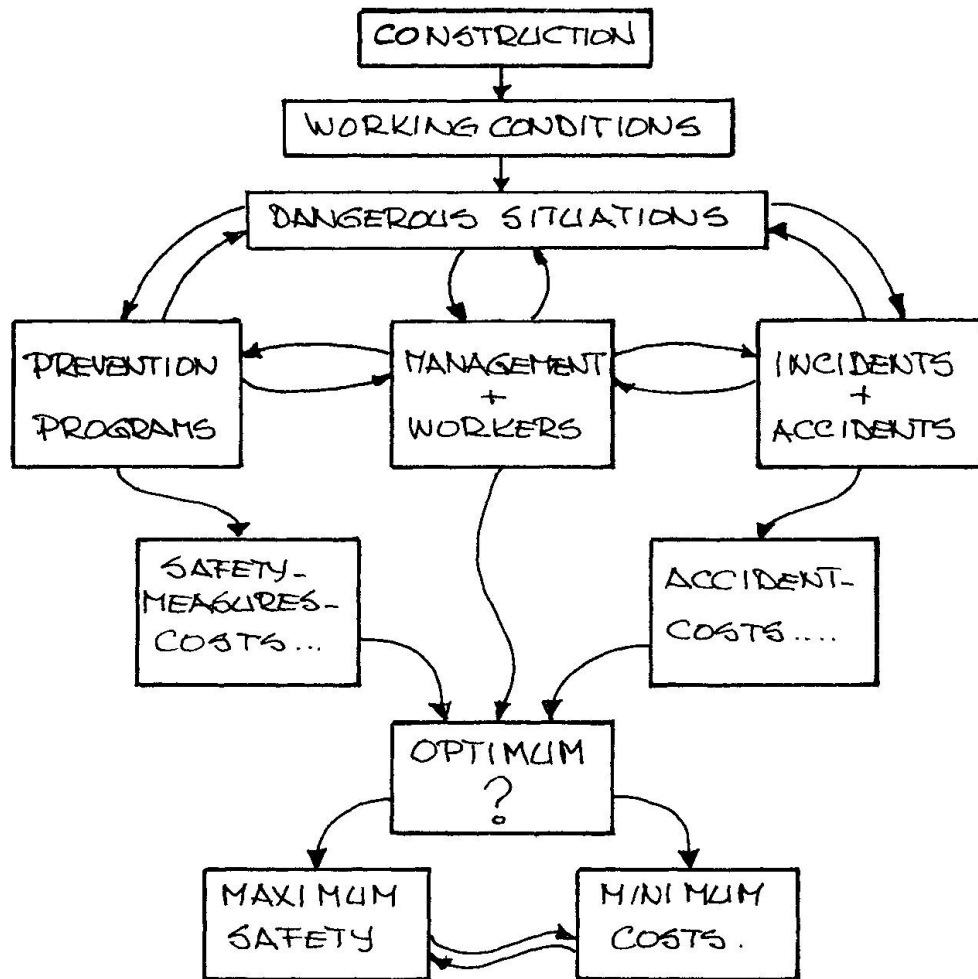 CONSTRUCTION
WORKING CONDITIONS
DANGEROUS SITUATIONS
PREVENTION
PROGRAMS
MANAGEMENT
+
WORKERS
INCIDENTS
+
ACCIDENTS
SAFETY-
MEASURES-
COSTS...
ACCIDENT-
COSTS....
OPTIMUM
?
MAXIMUM
SAFETY
MINIMUM
COSTS.